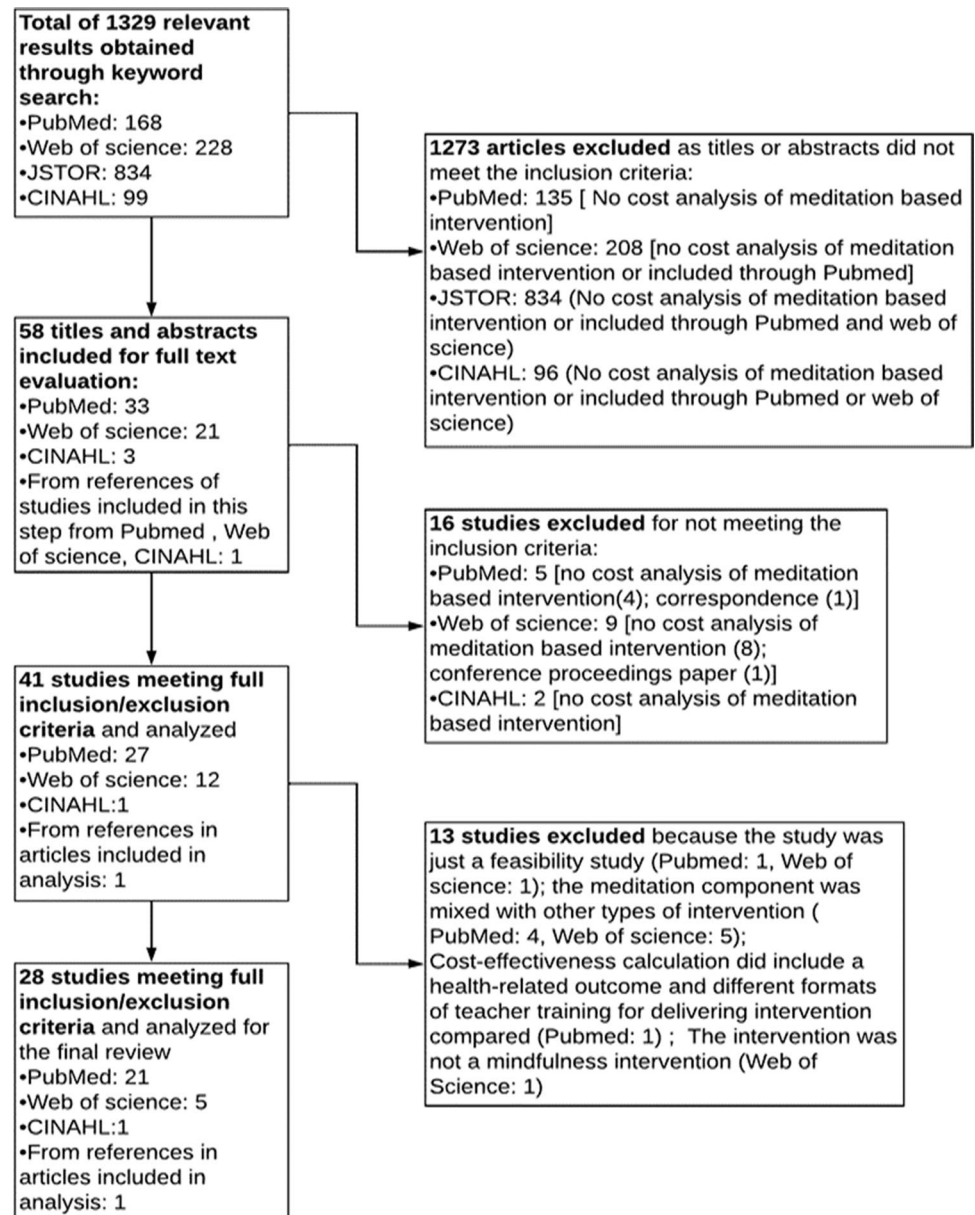 Total of 1329 relevant
results obtained
through keyword
search:
•PubMed: 168
•Web of science: 228
•JSTOR: 834
•CINAHL: 99
1273 articles excluded as titles or abstracts did not
meet the inclusion criteria:
•PubMed: 135 [ No cost analysis of meditation based
intervention]
•Web of science: 208 [no cost analysis of meditation
based intervention or included through Pubmed]
•JSTOR: 834 (No cost analysis of meditation based
intervention or included through Pubmed and web of
science)
•CINAHL: 96 (No cost analysis of meditation based
intervention or included through Pubmed or web of
science)
58 titles and abstracts
included for full text
evaluation:
•PubMed: 33
•Web of science: 21
•CINAHL: 3
•From references of
studies included in this
step from Pubmed , Web
of science, CINAHL: 1
16 studies excluded for not meeting the
inclusion criteria:
•PubMed: 5 [no cost analysis of meditation
based intervention(4); correspondence (1)]
•Web of science: 9 [no cost analysis of
meditation based intervention (8);
conference proceedings paper (1)]
•CINAHL: 2 [no cost analysis of meditation
based intervention]
41 studies meeting full
inclusion/exclusion
criteria and analyzed
•PubMed: 27
•Web of science: 12
•CINAHL:1
•From references in
articles included in
analysis: 1
13 studies excluded because the study was
just a feasibility study (Pubmed: 1, Web of
science: 1); the meditation component was
mixed with other types of intervention (
PubMed: 4, Web of science: 5);
Cost-effectiveness calculation did include a
health-related outcome and different formats
of teacher training for delivering intervention
compared (Pubmed: 1) ; The intervention was
not a mindfulness intervention (Web of
Science: 1)
28 studies meeting full
inclusion/exclusion
criteria and analyzed for
the final review
•PubMed: 21
•Web of science: 5
•CINAHL:1
•From references in
articles included in
analysis: 1